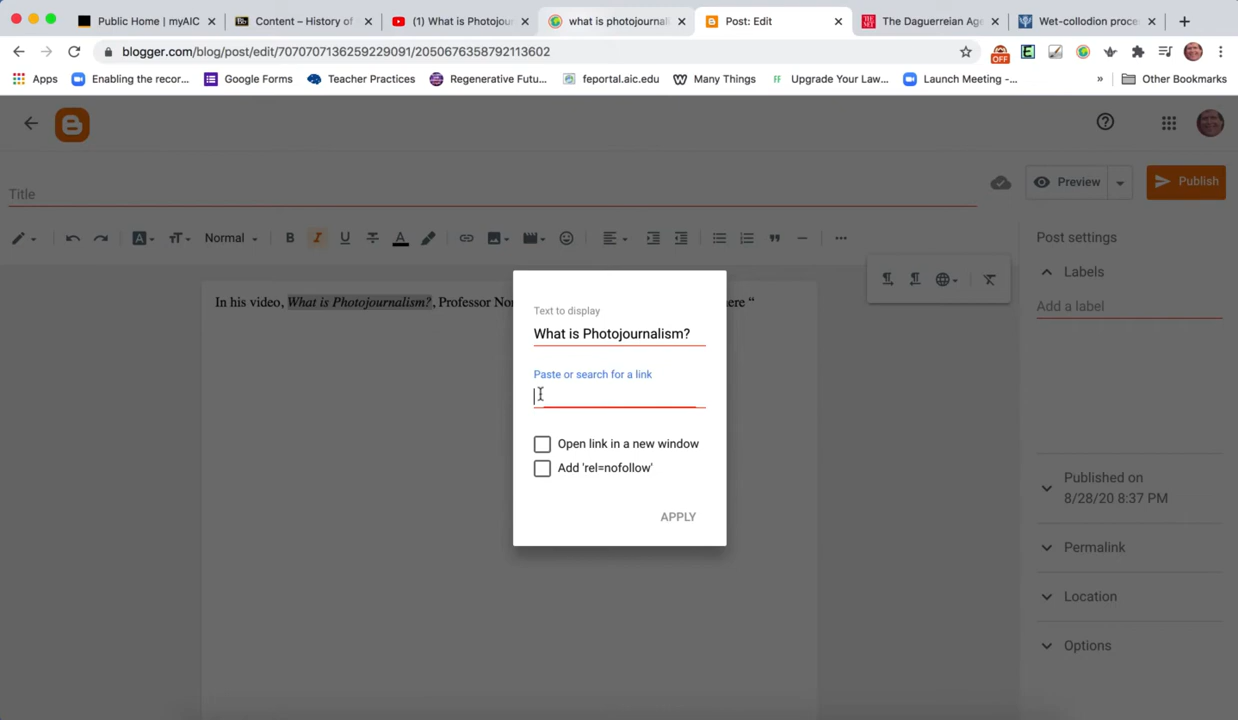 Public Home | myAIC
Content – History of
(1) What is Photojour
what is photojournali
Post: Edit
The Daguerreian Age
Wet-collodion proce
blogger.com/blog/post/edit/7070707136259229091/2050676358792113602
OFF
Apps
Enabling the recor...
Google Forms
Teacher Practices
Regenerative Futu...
feportal.aic.edu
Many Things
FF Upgrade Your Law...
Launch Meeting -...
» Other Bookmarks
Title
Preview
Publish
Normal
Post settings
Labels
Add a label
In his video, What is Photojournalism?, Professor Nor
ere “
Text to display
What is Photojournalism?
Paste or search for a link
Open link in a new window
Add 'rel=nofollow'
APPLY
Published on
8/28/20 8:37 PM
Permalink
Location
Options